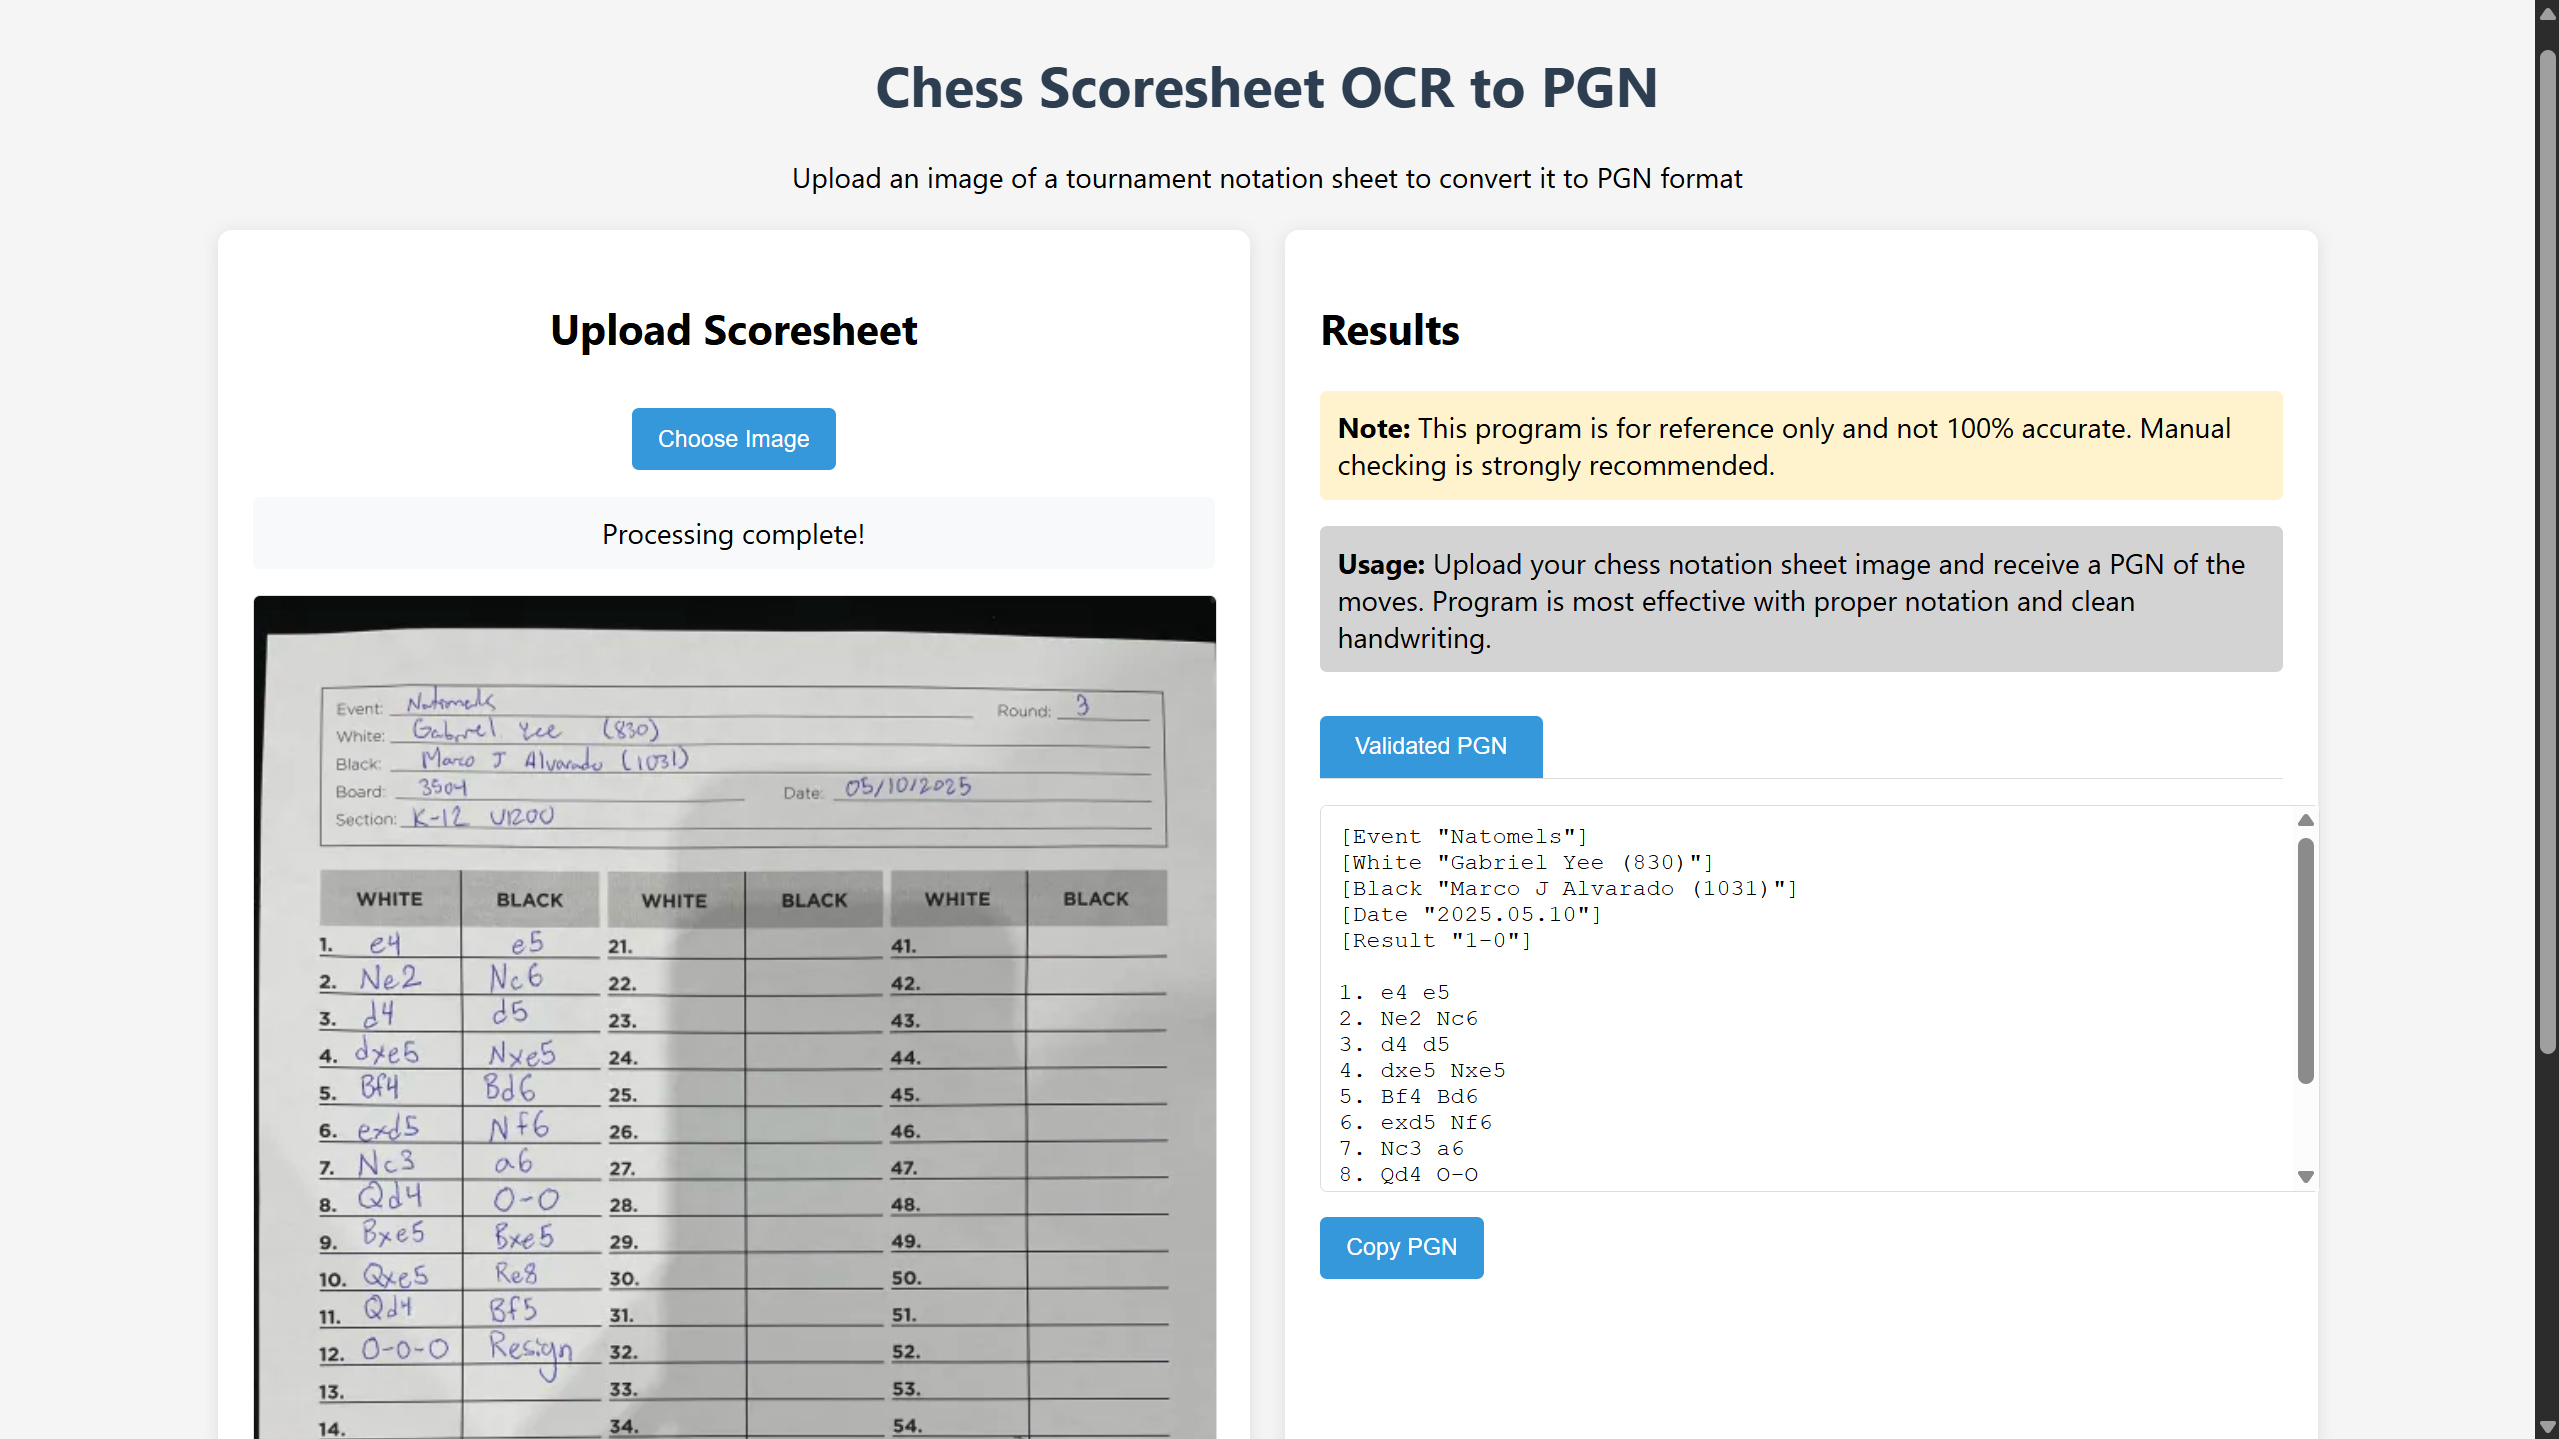 Chess Scoresheet OCR to PGN
Upload an image of a tournament notation sheet to convert it to PGN format
Upload Scoresheet
Choose Image
Processing complete!
Event: Round: 3
White: Gabriel Yee (830)
Black: Marco J Alvarado (1031)
Board: 3504 Date: 05/10/2025
Section: K-12 U1200
WHITE BLACK WHITE BLACK WHITE BLACK
1. e4 e5 21. 41.
2. Ne2 Nc6 22. 42.
3. d4 d5 23. 43.
4. dxe5 Nxe5 24. 44.
5. Bf4 Bd6 25. 45.
6. exd5 Nf6 26. 46.
7. Nc3 a6 27. 47.
8. Qd4 O-O 28. 48.
9. Bxe5 Bxe5 29. 49.
10. Qxe5 Re8 30. 50.
11. Qd4 Bf5 31. 51.
12. O-O-O Resign 32. 52.
13. 33. 53.
14. 34. 54.
Results
Note: This program is for reference only and not 100% accurate. Manual
checking is strongly recommended.
Usage: Upload your chess notation sheet image and receive a PGN of the
moves. Program is most effective with proper notation and clean
handwriting.
Validated PGN
[Event "Natomels"]
[White "Gabriel Yee (830)"]
[Black "Marco J Alvarado (1031)"]
[Date "2025.05.10"]
[Result "1-0"]
1. e4 e5
2. Ne2 Nc6
3. d4 d5
4. dxe5 Nxe5
5. Bf4 Bd6
6. exd5 Nf6
7. Nc3 a6
8. Qd4 O-O
Copy PGN